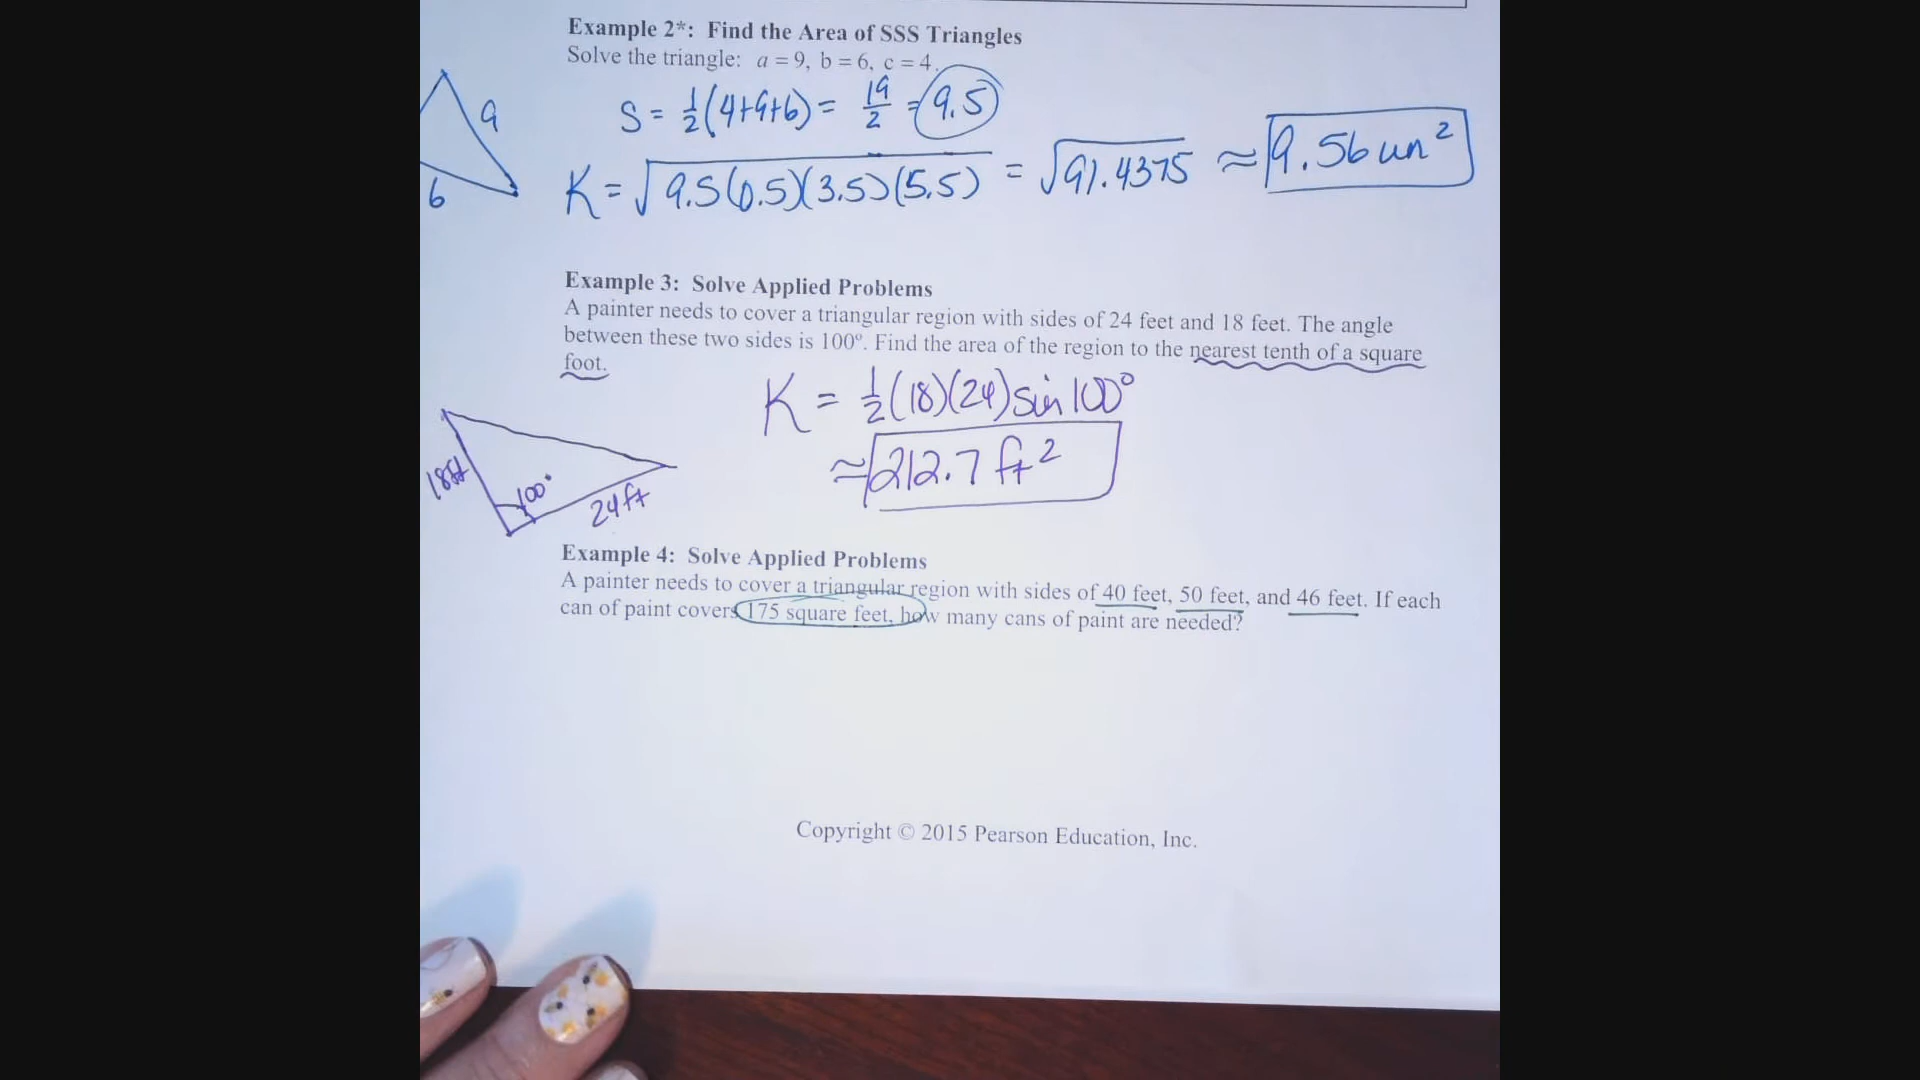 Example 2*: Find the Area of SSS Triangles
Solve the triangle: a = 9, b = 6, c = 4.
9
6
S = 1/2(4+9+6) = 19/2 = 9.5
K = √9.5(0.5)(3.5)(5.5) = √91.4375 ≈ 9.56 un²
Example 3: Solve Applied Problems
A painter needs to cover a triangular region with sides of 24 feet and 18 feet. The angle
between these two sides is 100°. Find the area of the region to the nearest tenth of a square
foot.
K = 1/2(18)(24)sin100°
≈ 212.7 ft²
18ft
100°
24ft
Example 4: Solve Applied Problems
A painter needs to cover a triangular region with sides of 40 feet, 50 feet, and 46 feet. If each
can of paint covers 175 square feet, how many cans of paint are needed?
Copyright © 2015 Pearson Education, Inc.